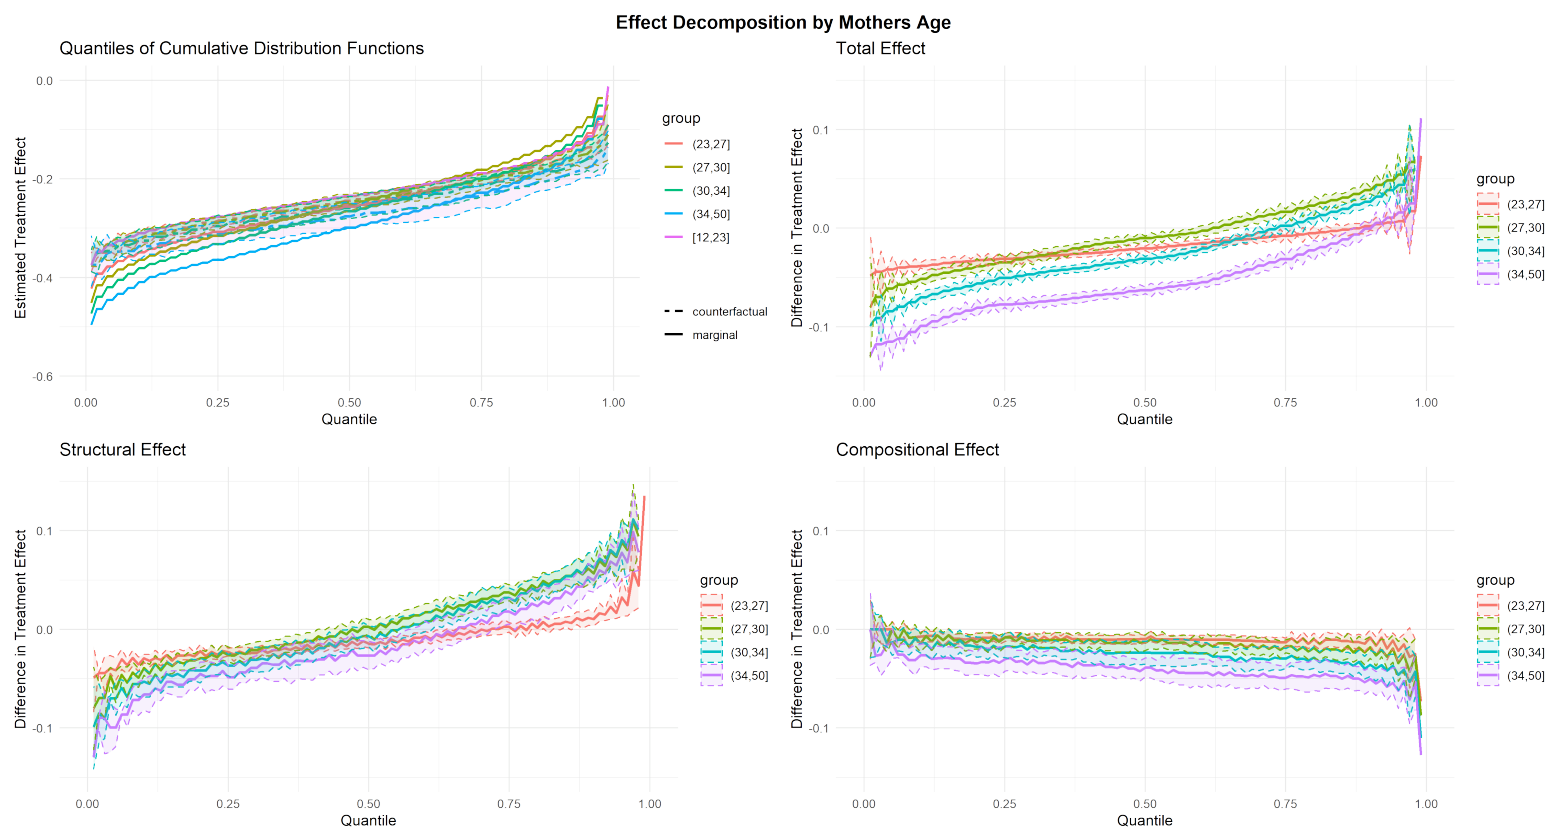 Effect Decomposition by Mothers Age
Quantiles of Cumulative Distribution Functions
Estimated Treatment Effect
0.0
-0.2
-0.4
-0.6
0.00
0.25
0.50
0.75
1.00
Quantile
group
(23,27]
(27,30]
(30,34]
(34,50]
[12,23]
counterfactual
marginal
Total Effect
Difference in Treatment Effect
0.1
0.0
-0.1
0.00
0.25
0.50
0.75
1.00
Quantile
group
(23,27]
(27,30]
(30,34]
(34,50]
Structural Effect
Difference in Treatment Effect
0.1
0.0
-0.1
0.00
0.25
0.50
0.75
1.00
Quantile
group
(23,27]
(27,30]
(30,34]
(34,50]
Compositional Effect
Difference in Treatment Effect
0.1
0.0
-0.1
0.00
0.25
0.50
0.75
1.00
Quantile
group
(23,27]
(27,30]
(30,34]
(34,50]